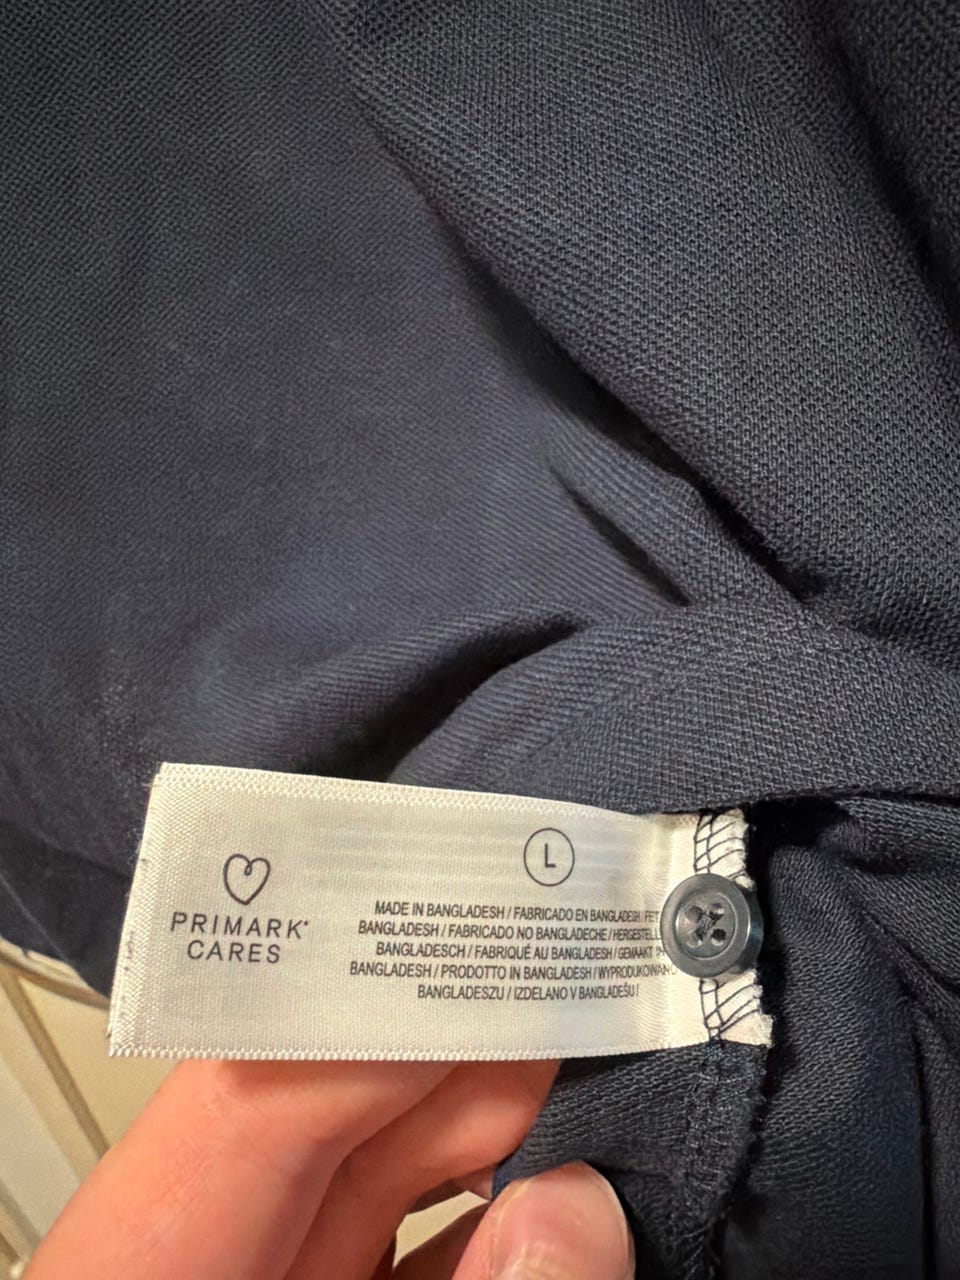 PRIMARK®
CARES
L
MADE IN BANGLADESH / FABRICADO EN BANGLADESH /
BANGLADESH / FABRICADO NO BANGLADECHE /
BANGLADESCH / FABRIQUÉ AU BANGLADESH / GEMAAKT
BANGLADESH / PRODOTTO IN BANGLADESH / WYPRODUKOWANO
BANGLADESZU / IZDELANO V BANGLADEŠU /